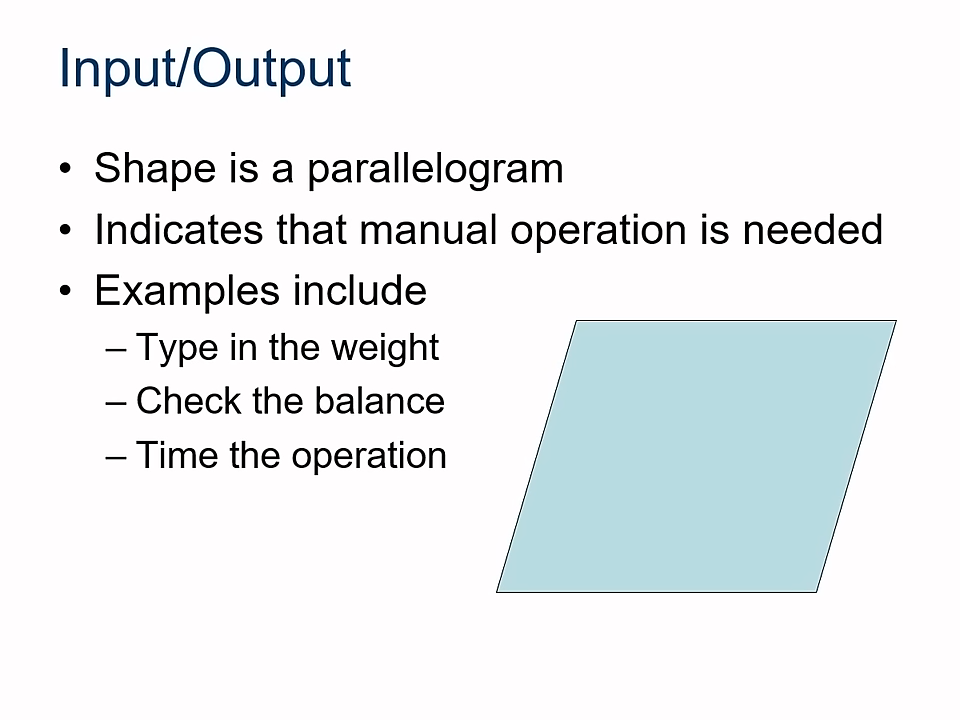 Input/Output
• Shape is a parallelogram
• Indicates that manual operation is needed
• Examples include
– Type in the weight
– Check the balance
– Time the operation